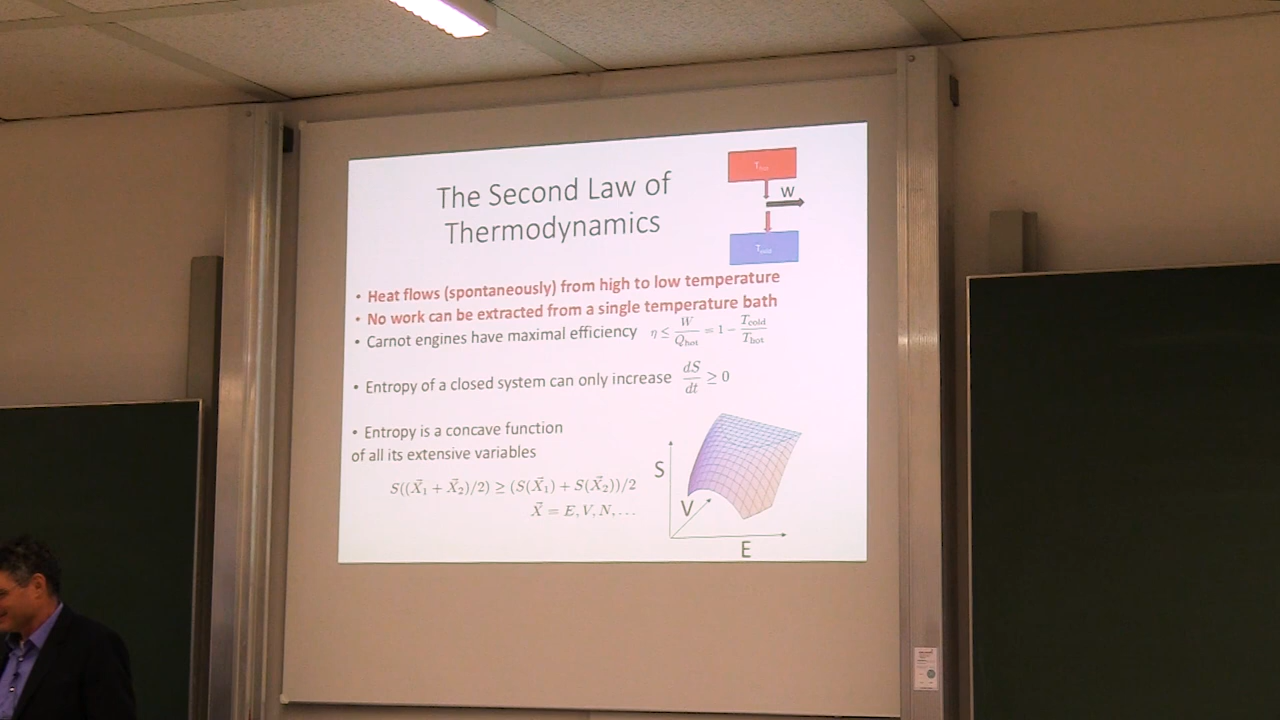 The Second Law of
Thermodynamics
T_hot
W
T_cold
• Heat flows (spontaneously) from high to low temperature
• No work can be extracted from a single temperature bath
• Carnot engines have maximal efficiency η ≤ W/Q_hot = 1 − T_cold/T_hot
• Entropy of a closed system can only increase dS/dt ≥ 0
• Entropy is a concave function
of all its extensive variables
S((X⃗₁ + X⃗₂)/2) ≥ (S(X⃗₁) + S(X⃗₂))/2
X⃗ = E, V, N, . . .
S
V
E